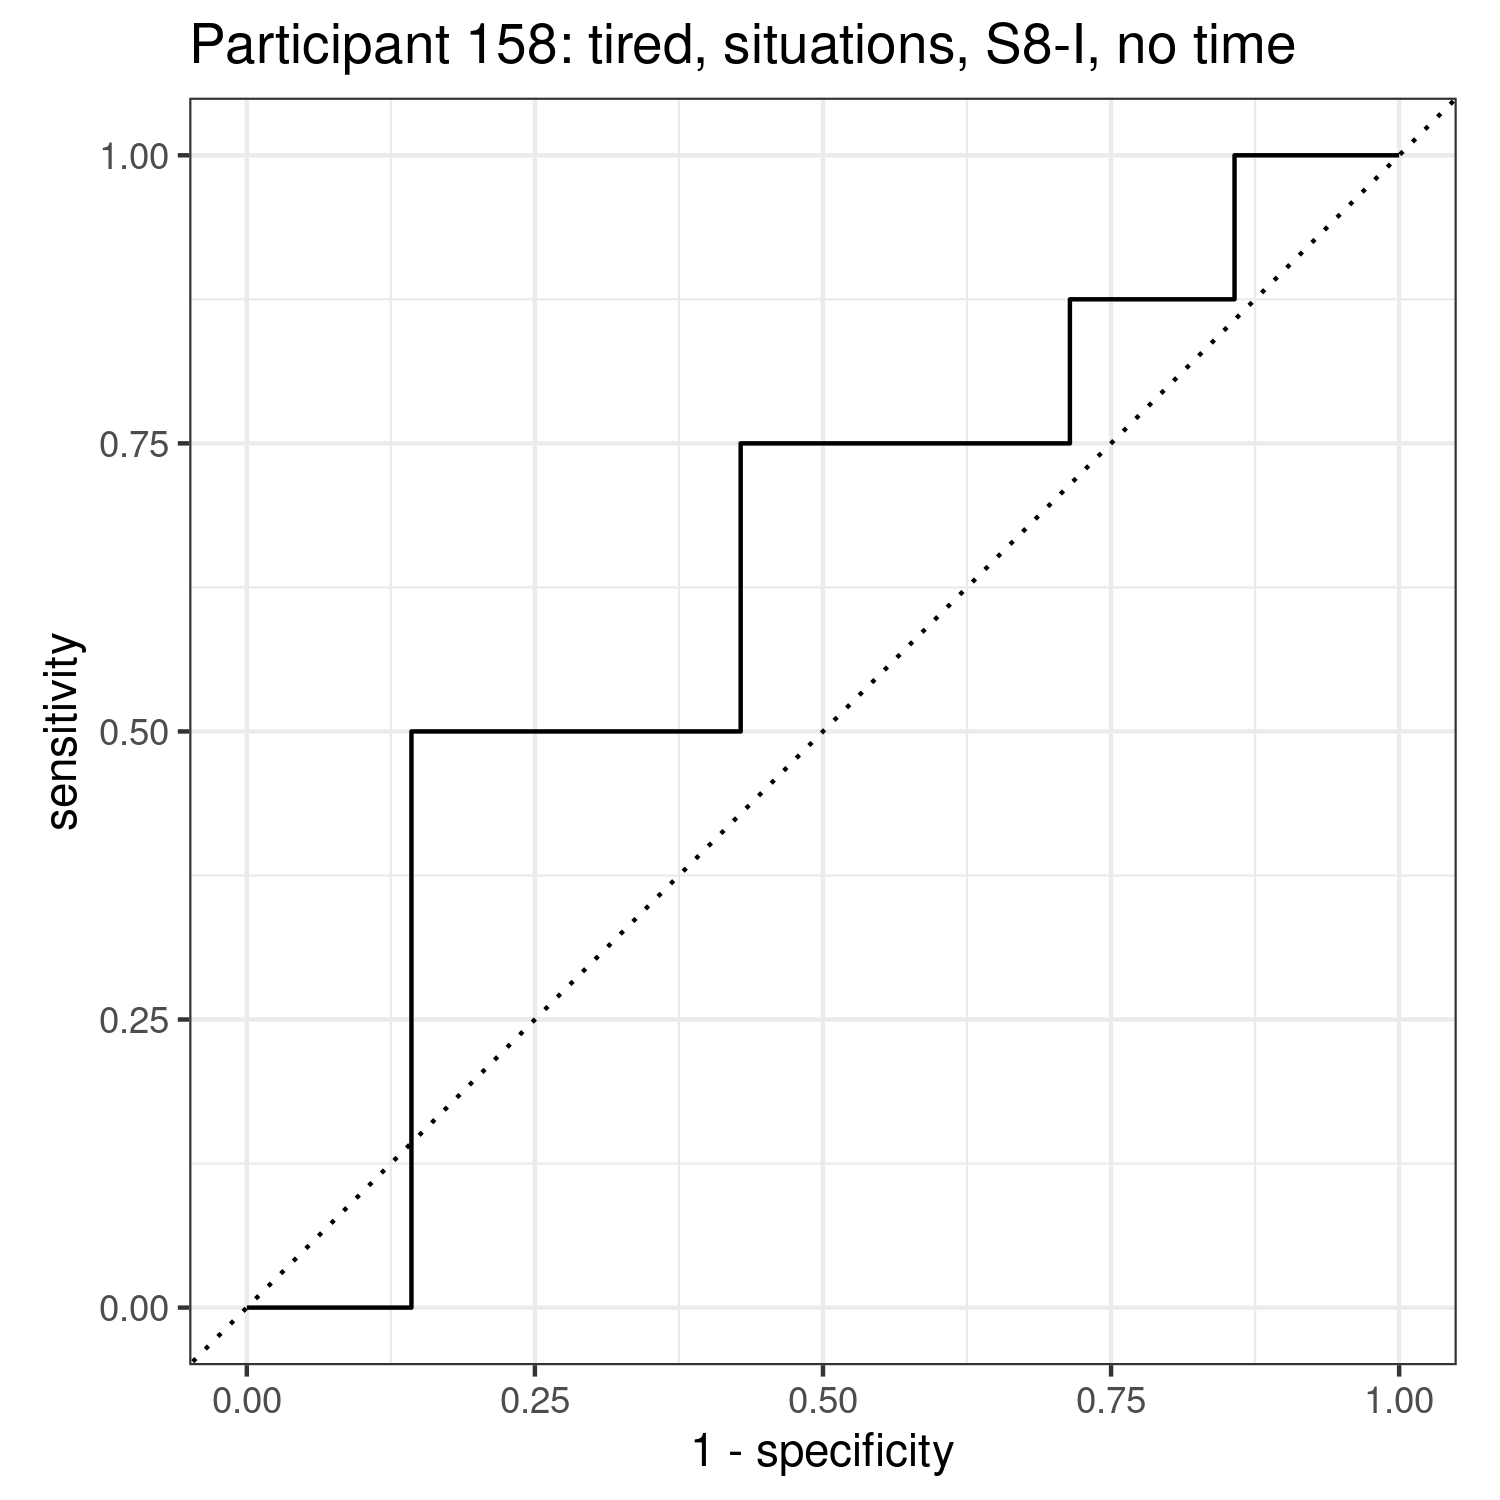 Participant 158: tired, situations, S8-I, no time
1.00
0.75
0.50
0.25
0.00
sensitivity
0.00 0.25 0.50 0.75 1.00
1 - specificity